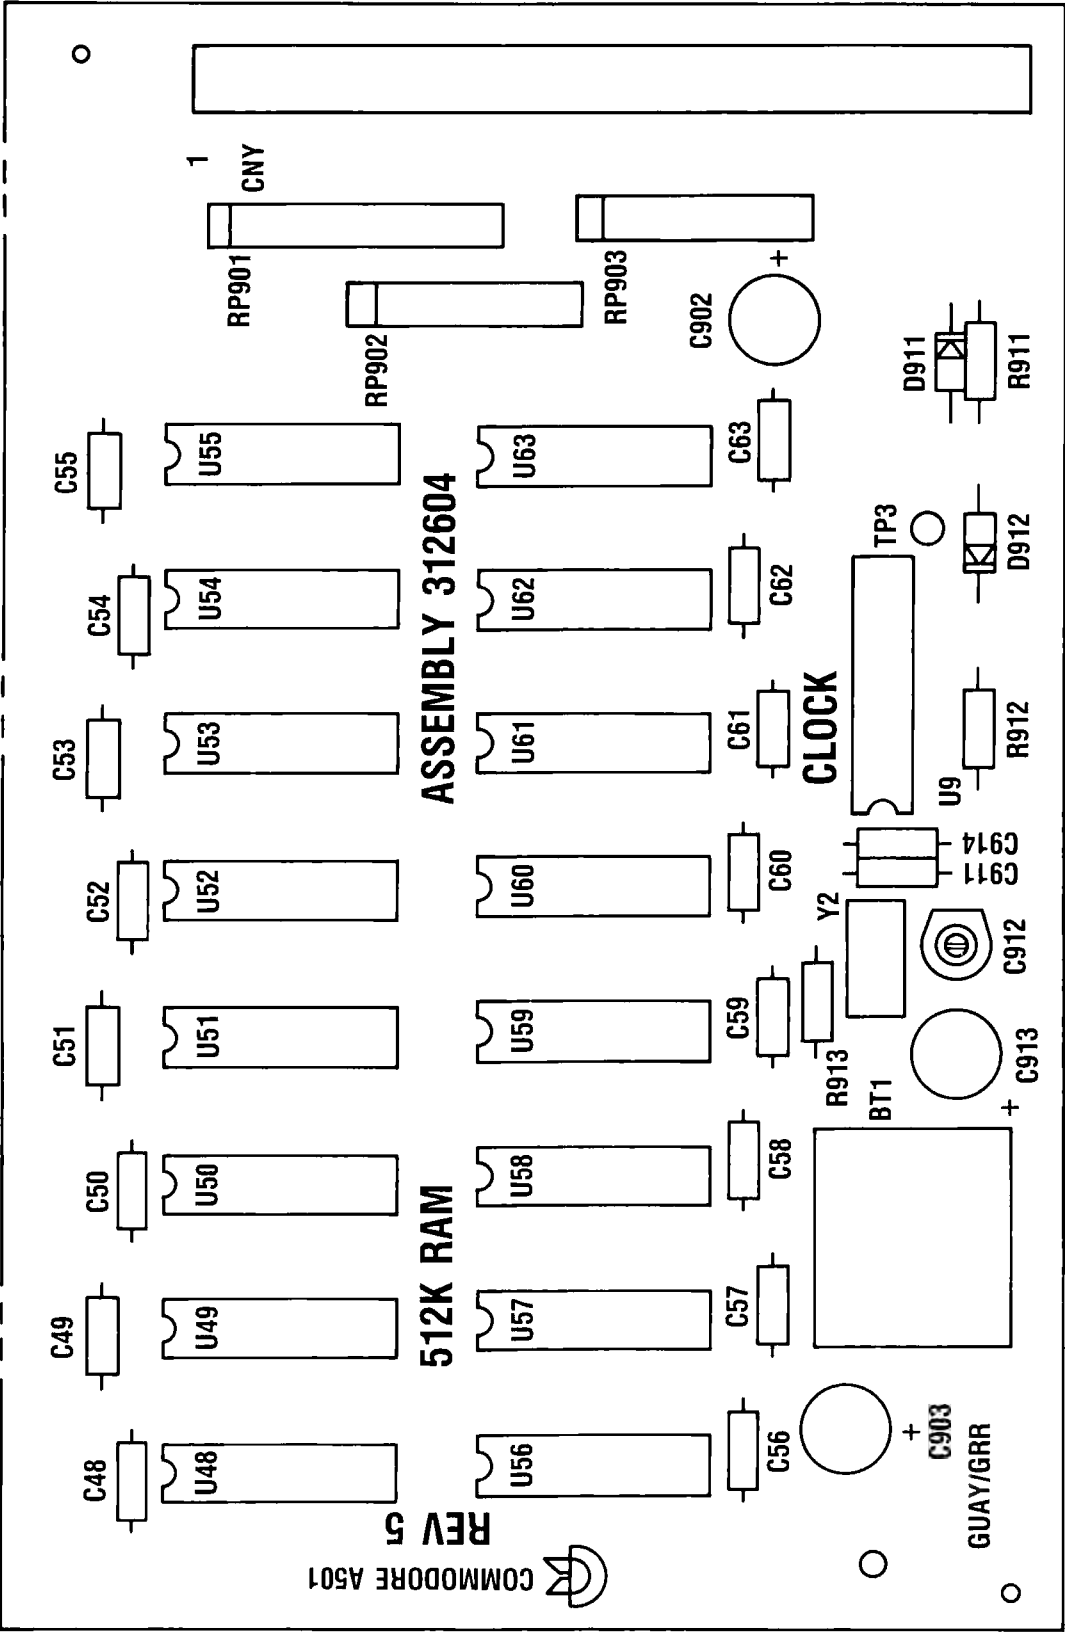 1
CNY
RP901
RP902
RP903
C902
D911
R911
C55
U55
U63
C63
C54
U54
U62
C62
TP3
D912
C53
U53
ASSEMBLY 312604
U61
C61
CLOCK
U9
R912
C52
U52
U60
C60
C914
C911
Y2
C912
C51
U51
U59
C59
R913
C913
+
BT1
C50
U50
U58
C58
C49
U49
512K RAM
U57
C57
C48
U48
U56
C56
+
C903
GUAY/GRR
REV 5
COMMODORE A501
+